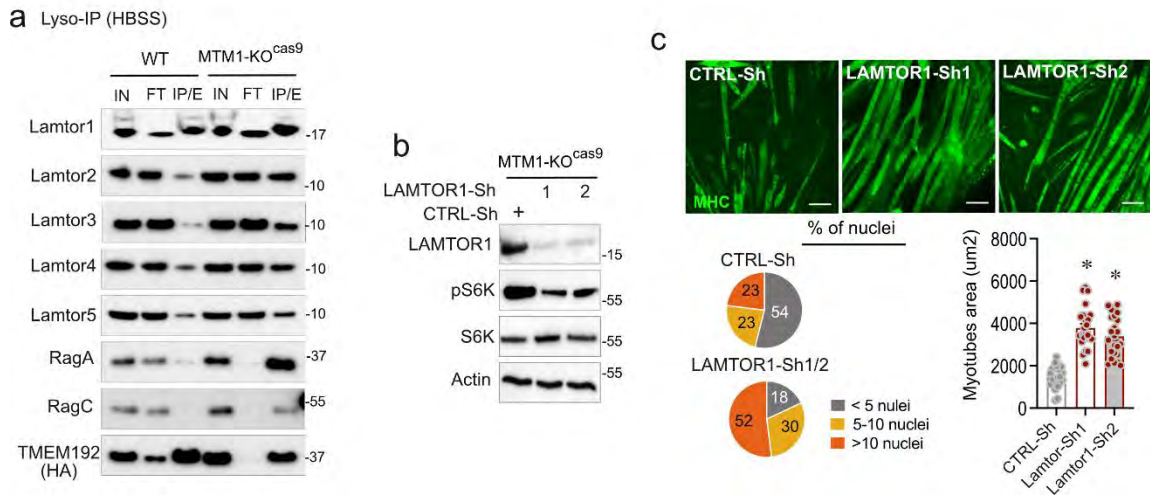 a Lyso-IP (HBSS)
WT MTM1-KOcas9
IN FT IP/E IN FT IP/E
Lamtor1 -17
Lamtor2 -10
Lamtor3 -10
Lamtor4 -10
Lamtor5 -10
RagA -37
RagC -55
TMEM192 (HA) -37
b
MTM1-KOcas9
LAMTOR1-Sh 1 2
CTRL-Sh +
LAMTOR1 -15
pS6K -55
S6K -55
Actin -55
c
CTRL-Sh LAMTOR1-Sh1 LAMTOR1-Sh2
MHC
% of nuclei
CTRL-Sh
23
54
23
LAMTOR1-Sh1/2
18
52
30
< 5 nulei
5-10 nuclei
>10 nuclei
Myotubes area (um2)
8000
6000
4000
2000
0
* *
CTRL-Sh
Lamtor-Sh1
Lamtor1-Sh2